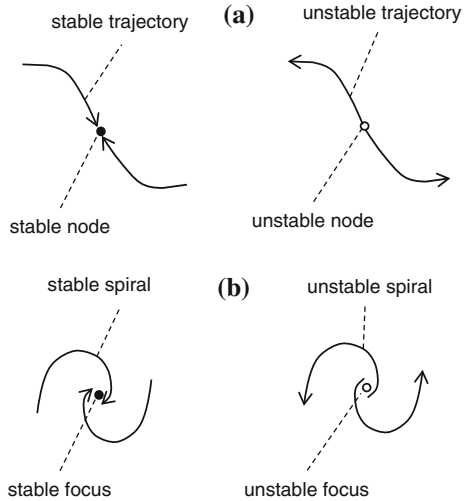 stable trajectory
(a)
unstable trajectory
stable node
unstable node
stable spiral
(b)
unstable spiral
stable focus
unstable focus